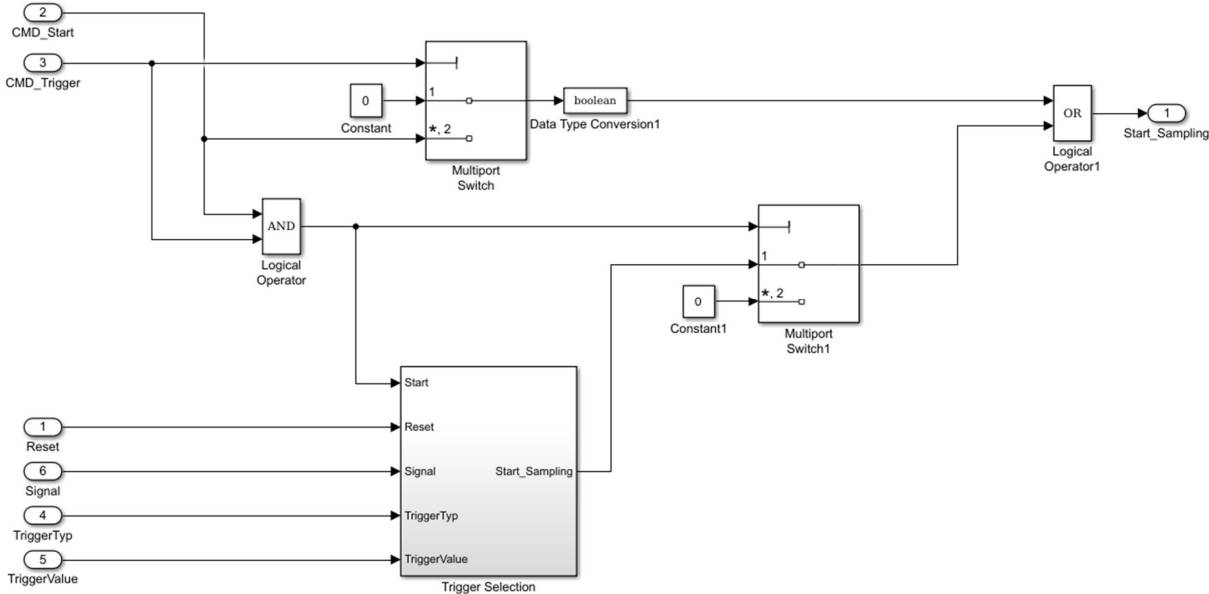 2
CMD_Start
3
CMD_Trigger
0
Constant
1
*, 2
Multiport
Switch
boolean
Data Type Conversion1
OR
Logical
Operator1
1
Start_Sampling
AND
Logical
Operator
0
Constant1
1
*, 2
Multiport
Switch1
Start
Reset
Signal
TriggerTyp
TriggerValue
Start_Sampling
Trigger Selection
1
Reset
6
Signal
4
TriggerTyp
5
TriggerValue